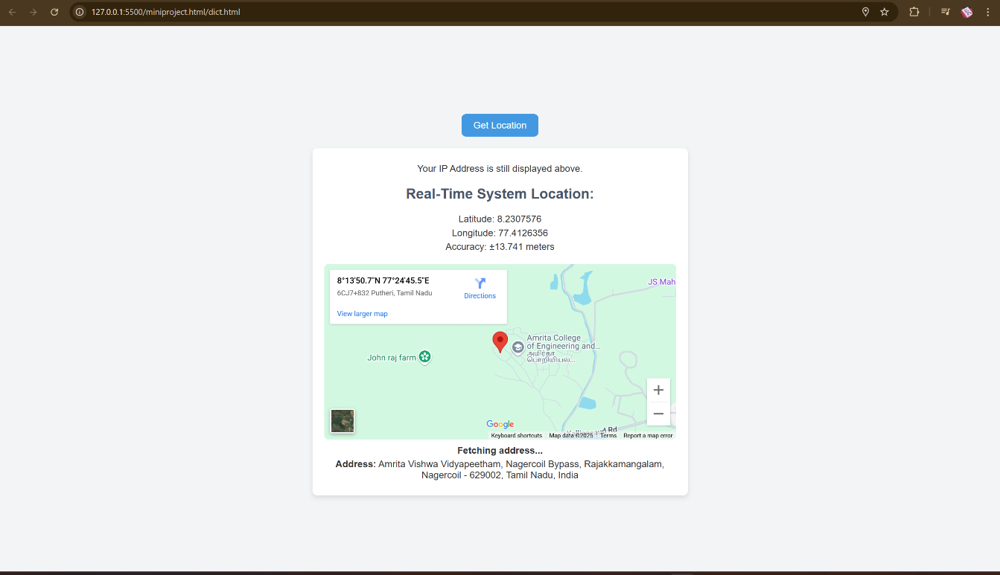 127.0.0.1:5500/miniproject.html/dict.html
Get Location
Your IP Address is still displayed above.
Real-Time System Location:
Latitude: 8.2307576
Longitude: 77.4126356
Accuracy: ±13.741 meters
8°13'50.7"N 77°24'45.5"E
6CJ7+832 Putheri, Tamil Nadu
Directions
View larger map
JS Mah
Amrita College
of Engineering and...
அமிர்தா
பொறியியல்...
John raj farm
Google
Rd
Keyboard shortcuts
Map data ©2025
Terms
Report a map error
Fetching address...
Address: Amrita Vishwa Vidyapeetham, Nagercoil Bypass, Rajakkamangalam,
Nagercoil - 629002, Tamil Nadu, India